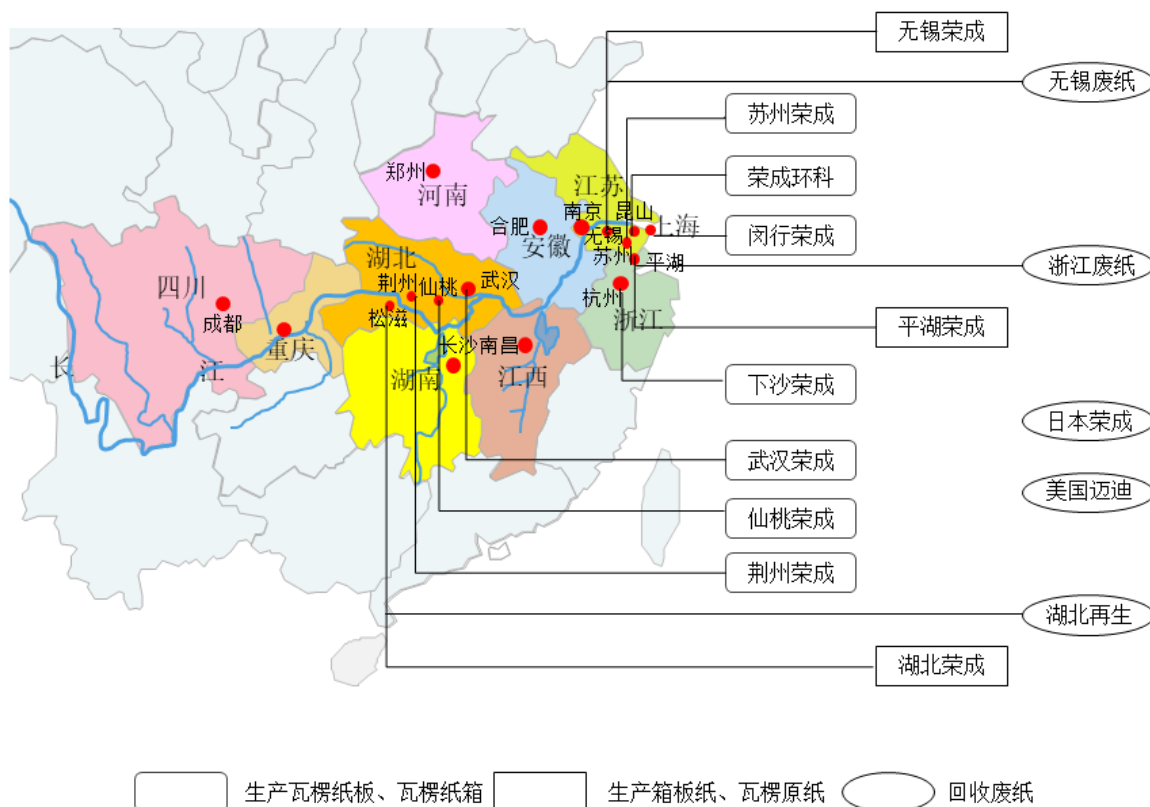 无锡荣成
无锡废纸
苏州荣成
荣成环科
闵行荣成
浙江废纸
平湖荣成
下沙荣成
日本荣成
武汉荣成
美国迈迪
仙桃荣成
荆州荣成
湖北再生
湖北荣成
郑州
河南
江苏
合肥
南京
昆山
上海
无锡
安徽
苏州
平湖
湖北
荆州
仙桃
武汉
杭州
四川
成都
松滋
浙江
重庆
长沙
南昌
长
江
湖南
江西
生产瓦楞纸板、瓦楞纸箱
生产箱板纸、瓦楞原纸
回收废纸